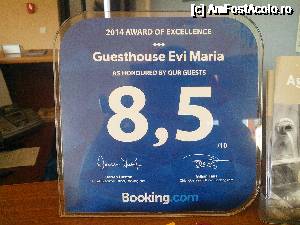 (c) AmFostAcolo.ro
2014 AWARD OF EXCELLENCE
Guesthouse Evi Maria
AS HONOURED BY OUR GUESTS
8,5
/10
Booking.com